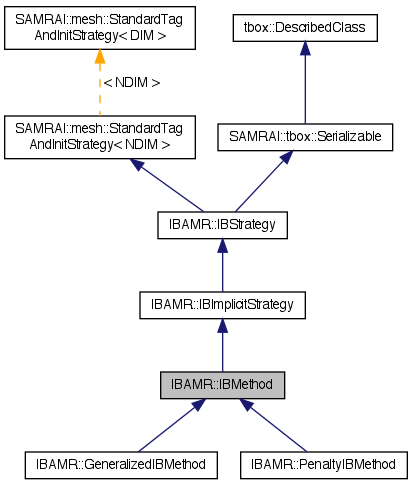 SAMRAI::mesh::StandardTag
AndInitStrategy< DIM >
tbox::DescribedClass
< NDIM >
SAMRAI::mesh::StandardTag
AndInitStrategy< NDIM >
SAMRAI::tbox::Serializable
IBAMR::IBStrategy
IBAMR::IBImplicitStrategy
IBAMR::IBMethod
IBAMR::GeneralizedIBMethod
IBAMR::PenaltyIBMethod